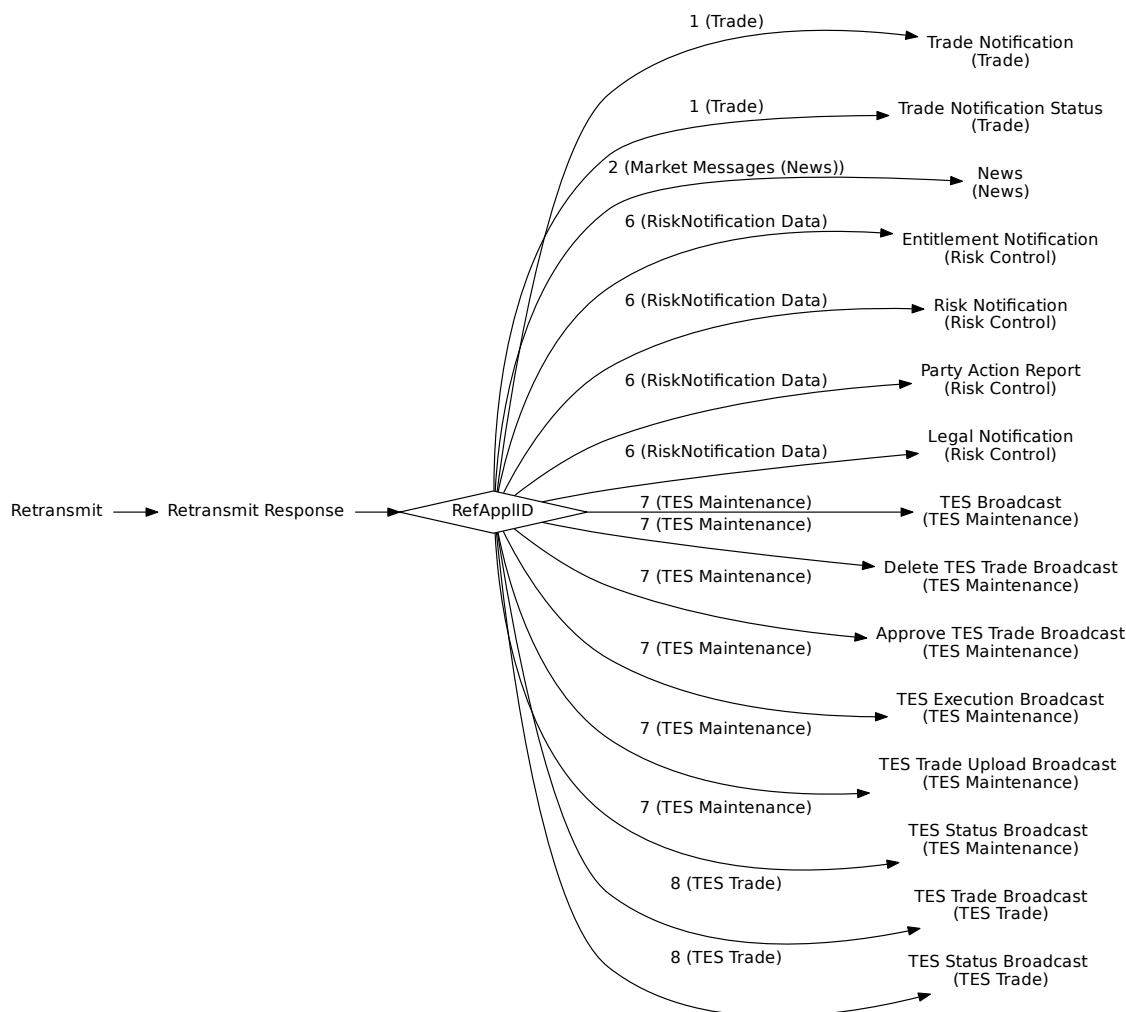 1 (Trade)
Trade Notification
(Trade)
1 (Trade)
Trade Notification Status
(Trade)
2 (Market Messages (News))
News
(News)
6 (RiskNotification Data)
Entitlement Notification
(Risk Control)
6 (RiskNotification Data)
Risk Notification
(Risk Control)
6 (RiskNotification Data)
Party Action Report
(Risk Control)
6 (RiskNotification Data)
Legal Notification
(Risk Control)
Retransmit
Retransmit Response
RefApplID
7 (TES Maintenance)
TES Broadcast
(TES Maintenance)
7 (TES Maintenance)
Delete TES Trade Broadcast
(TES Maintenance)
7 (TES Maintenance)
Approve TES Trade Broadcast
(TES Maintenance)
7 (TES Maintenance)
TES Execution Broadcast
(TES Maintenance)
7 (TES Maintenance)
TES Trade Upload Broadcast
(TES Maintenance)
7 (TES Maintenance)
TES Status Broadcast
(TES Maintenance)
8 (TES Trade)
TES Trade Broadcast
(TES Trade)
8 (TES Trade)
TES Status Broadcast
(TES Trade)